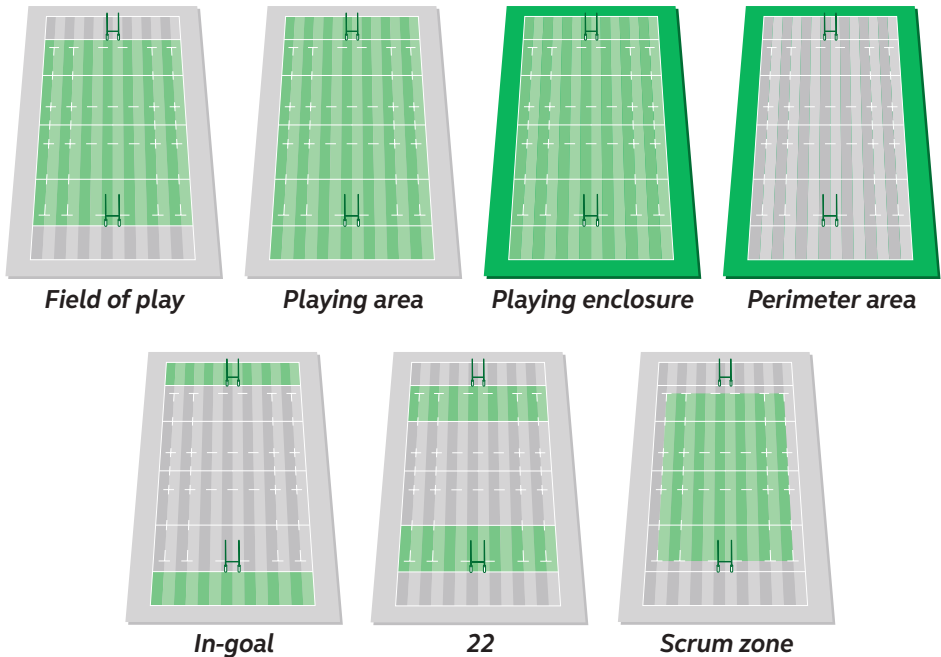 Field of play
Playing area
Playing enclosure
Perimeter area
In-goal
22
Scrum zone